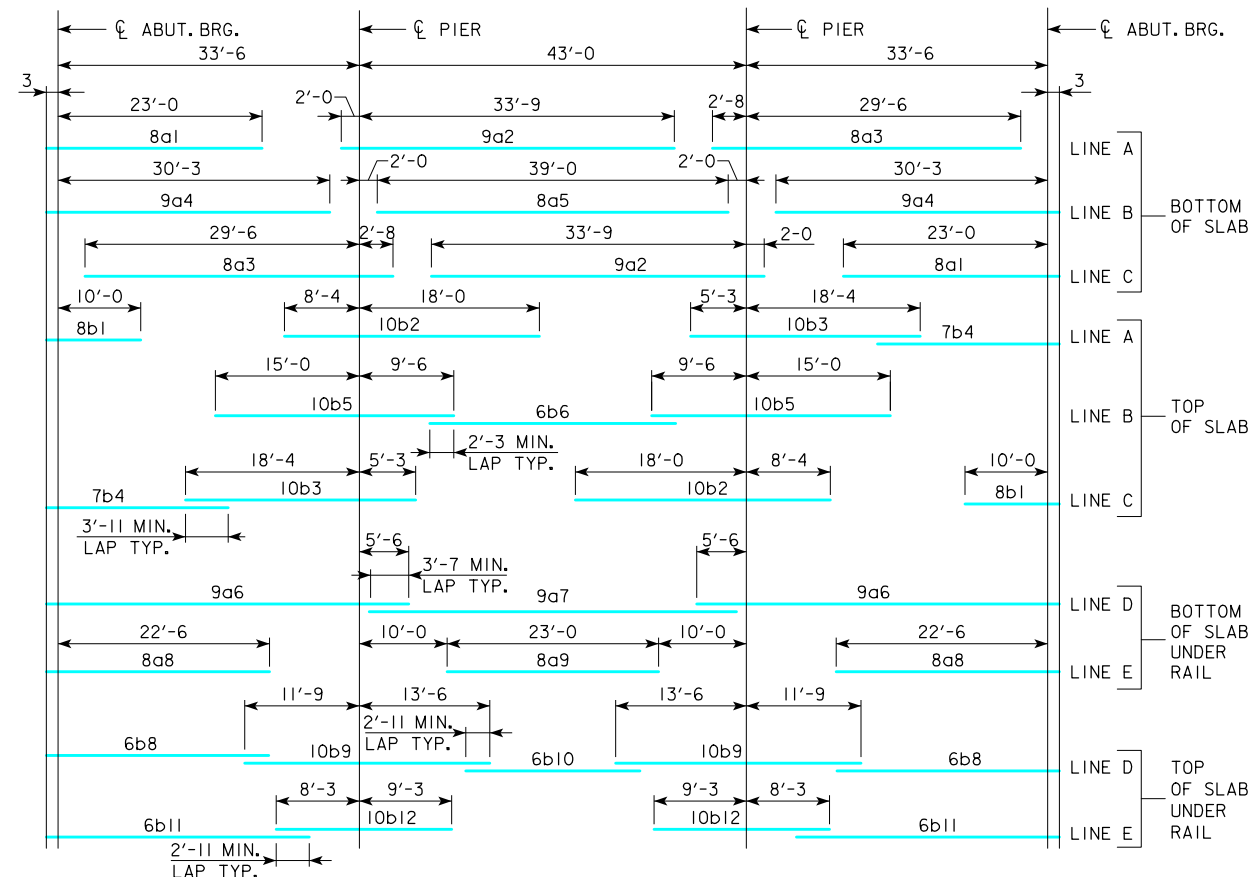 ℄ ABUT. BRG.
℄ PIER
℄ PIER
℄ ABUT. BRG.
33'-6
43'-0
33'-6
3
3
23'-0
2'-0
33'-9
2'-8
29'-6
8a1
9a2
8a3
LINE A
30'-3
2'-0
39'-0
2'-0
30'-3
9a4
8a5
9a4
LINE B
BOTTOM
OF SLAB
29'-6
2'-8
33'-9
2-0
23'-0
8a3
9a2
8a1
LINE C
10'-0
8'-4
18'-0
5'-3
18'-4
8b1
10b2
10b3
7b4
LINE A
15'-0
9'-6
9'-6
15'-0
10b5
6b6
10b5
LINE B
TOP
OF SLAB
2'-3 MIN.
LAP TYP.
18'-4
5'-3
18'-0
8'-4
10'-0
7b4
10b3
10b2
8b1
LINE C
3'-11 MIN.
LAP TYP.
5'-6
5'-6
3'-7 MIN.
LAP TYP.
9a6
9a7
9a6
LINE D
BOTTOM
OF SLAB
UNDER
RAIL
22'-6
10'-0
23'-0
10'-0
22'-6
8a8
8a9
8a8
LINE E
11'-9
13'-6
13'-6
11'-9
2'-11 MIN.
LAP TYP.
6b8
10b9
6b10
10b9
6b8
LINE D
TOP
OF SLAB
UNDER
RAIL
8'-3
9'-3
9'-3
8'-3
10b12
10b12
6b11
6b11
LINE E
2'-11 MIN.
LAP TYP.